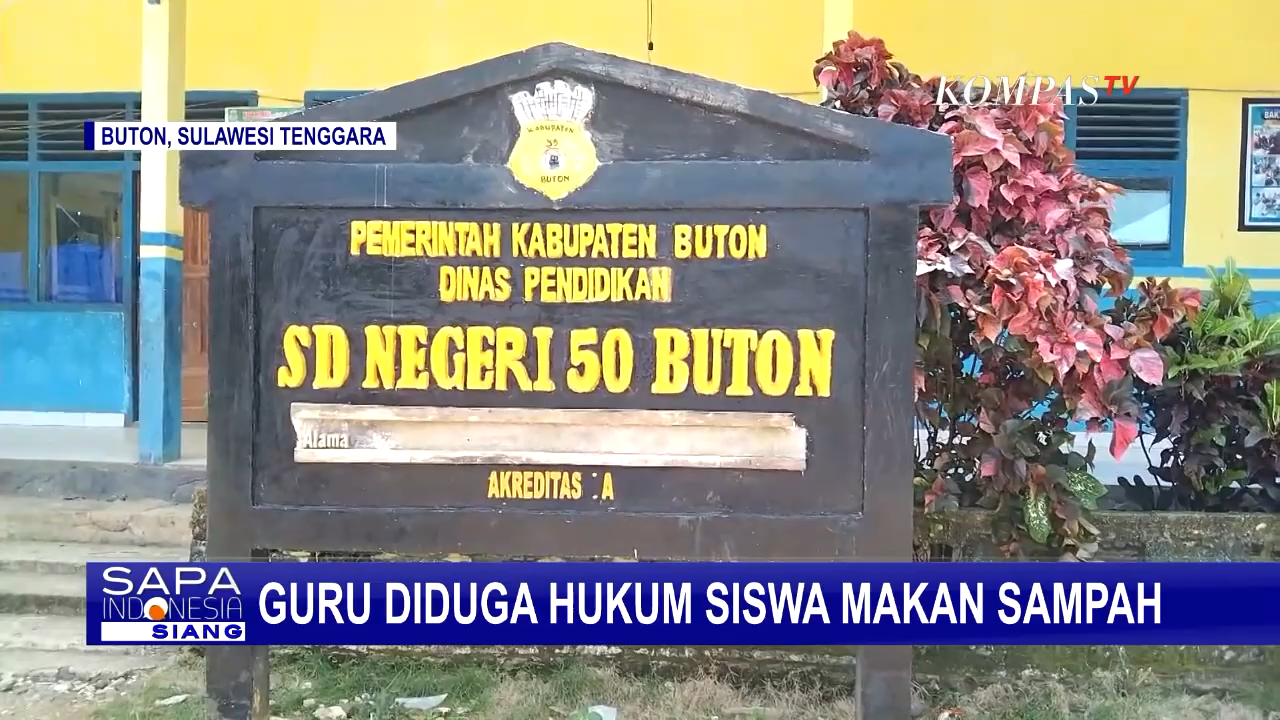 KOMPAS TV
BUTON, SULAWESI TENGGARA
KABUPATEN
BUTON
PEMERINTAH KABUPATEN BUTON
DINAS PENDIDIKAN
SD NEGERI 50 BUTON
Alama
AKREDITAS : A
SAPA
INDONESIA
SIANG
GURU DIDUGA HUKUM SISWA MAKAN SAMPAH